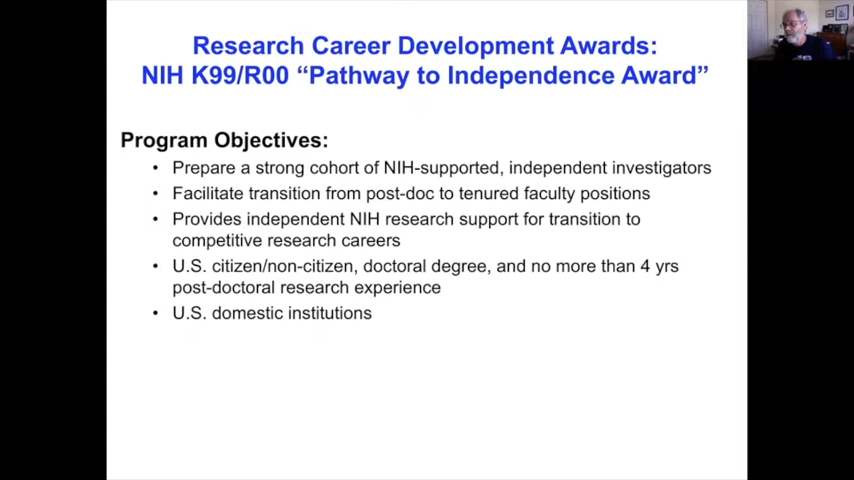 Research Career Development Awards:
NIH K99/R00 “Pathway to Independence Award”
Program Objectives:
• Prepare a strong cohort of NIH-supported, independent investigators
• Facilitate transition from post-doc to tenured faculty positions
• Provides independent NIH research support for transition to
competitive research careers
• U.S. citizen/non-citizen, doctoral degree, and no more than 4 yrs
post-doctoral research experience
• U.S. domestic institutions